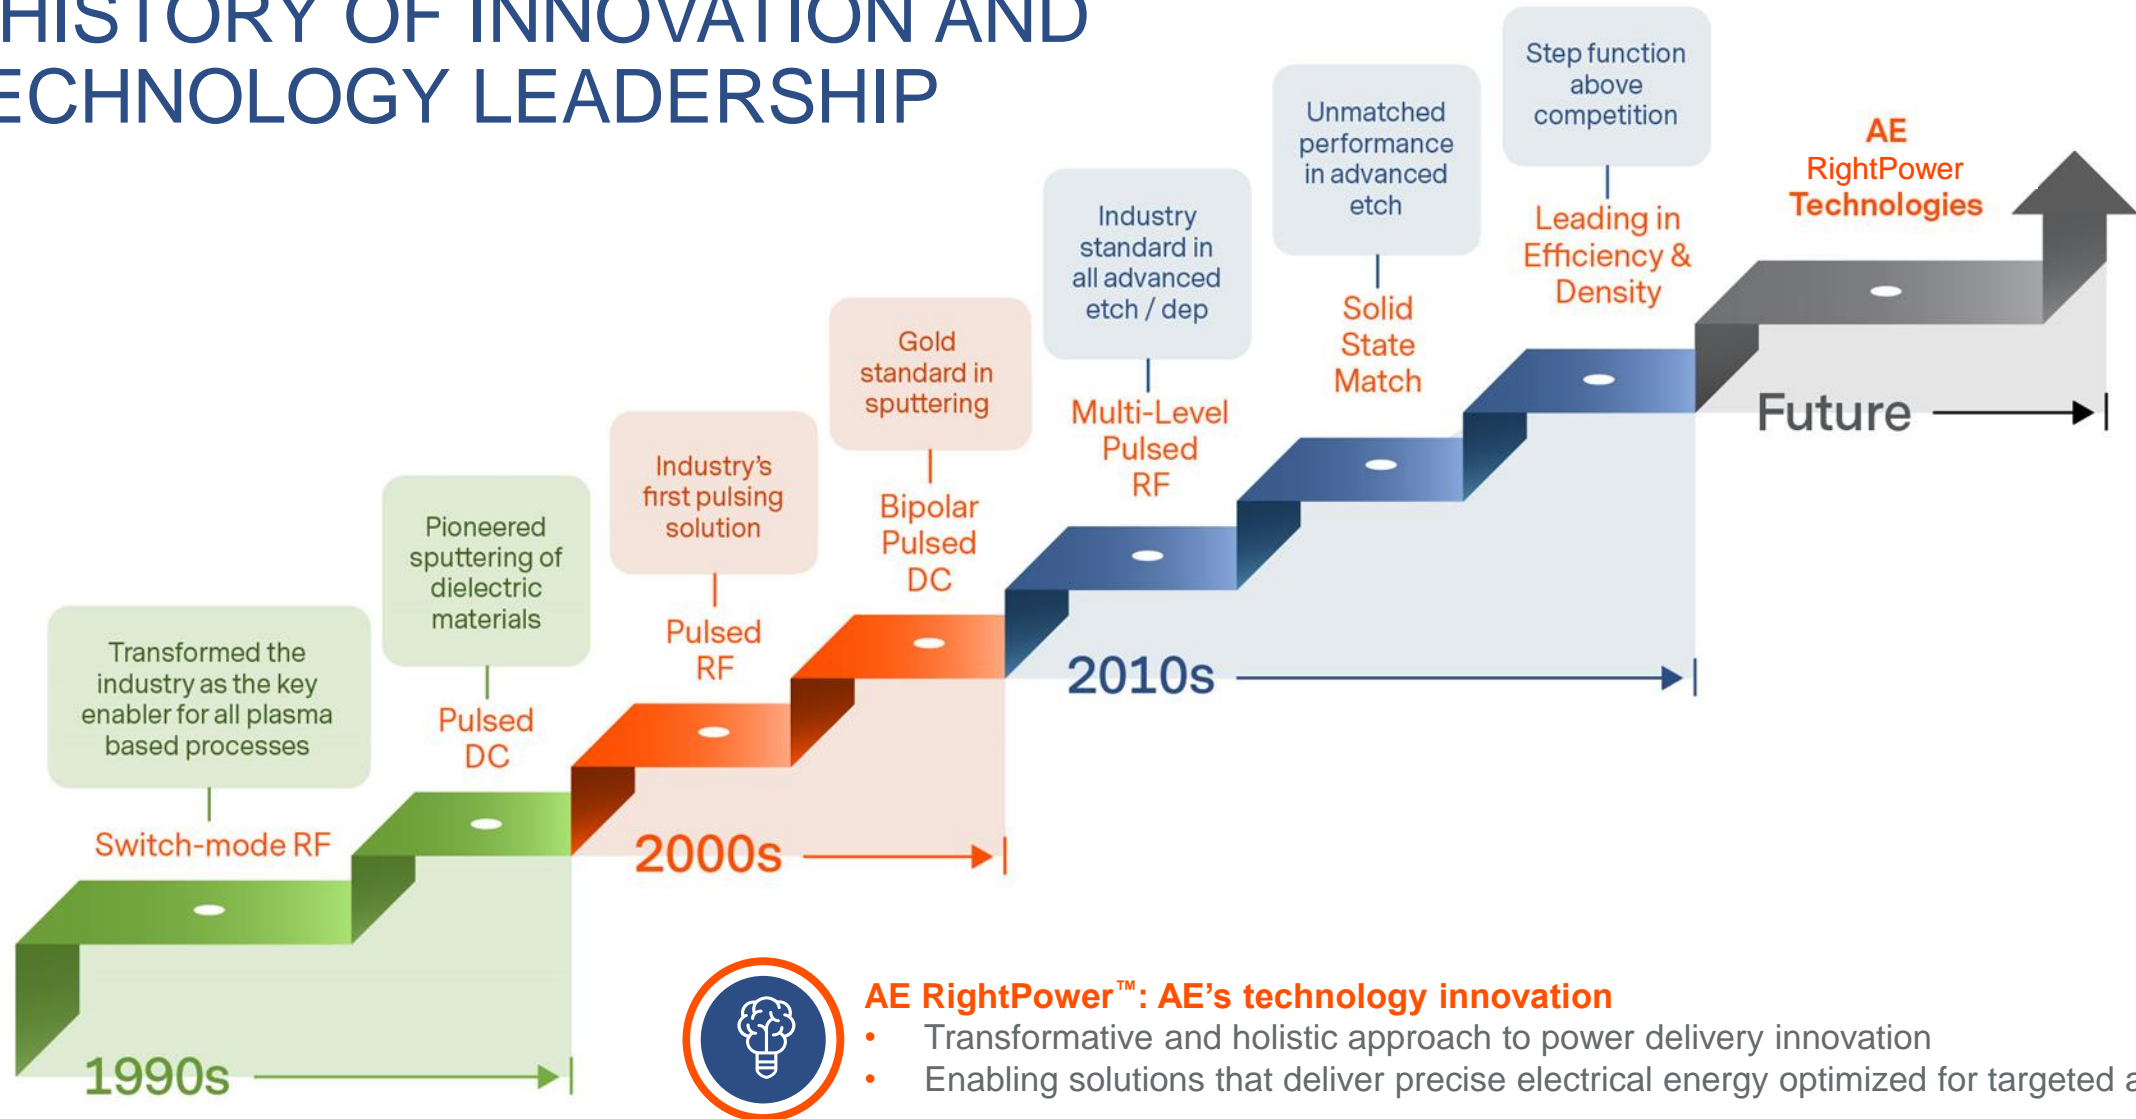 HISTORY OF INNOVATION AND
ECHNOLOGY LEADERSHIP
Transformed the
industry as the key
enabler for all plasma
based processes
Switch-mode RF
Pioneered
sputtering of
dielectric
materials
Pulsed
DC
1990s
Industry's
first pulsing
solution
Pulsed
RF
Gold
standard in
sputtering
Bipolar
Pulsed
DC
2000s
Industry
standard in
all advanced
etch / dep
Multi-Level
Pulsed
RF
Unmatched
performance
in advanced
etch
Solid
State
Match
Step function
above
competition
Leading in
Efficiency &
Density
2010s
AE
RightPower
Technologies
Future
AE RightPower™: AE's technology innovation
• Transformative and holistic approach to power delivery innovation
• Enabling solutions that deliver precise electrical energy optimized for targeted